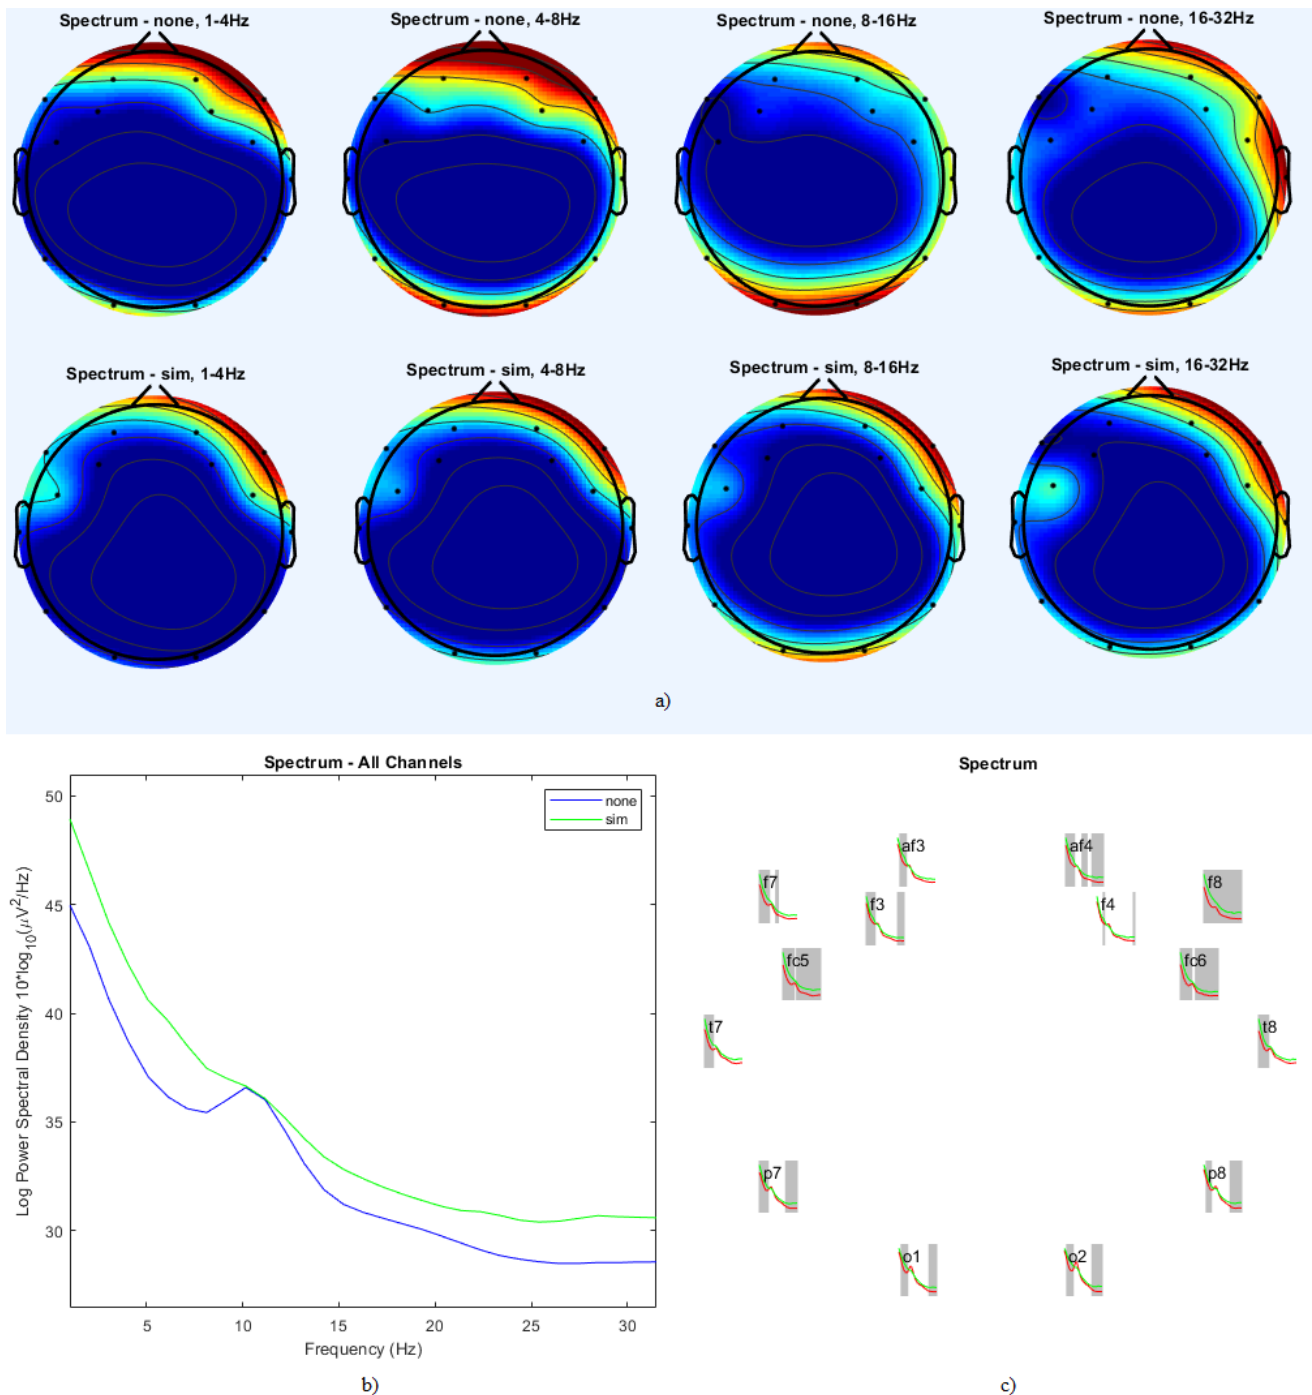 Spectrum - none, 1-4Hz
Spectrum - none, 4-8Hz
Spectrum - none, 8-16Hz
Spectrum - none, 16-32Hz
Spectrum - sim, 1-4Hz
Spectrum - sim, 4-8Hz
Spectrum - sim, 8-16Hz
Spectrum - sim, 16-32Hz
a)
Spectrum - All Channels
none
sim
50
45
40
35
30
Log Power Spectral Density 10*log10(μV2/Hz)
5
10
15
20
25
30
Frequency (Hz)
b)
Spectrum
af3
af4
f7
f8
f3
f4
fc5
fc6
t7
t8
p7
p8
o1
o2
c)